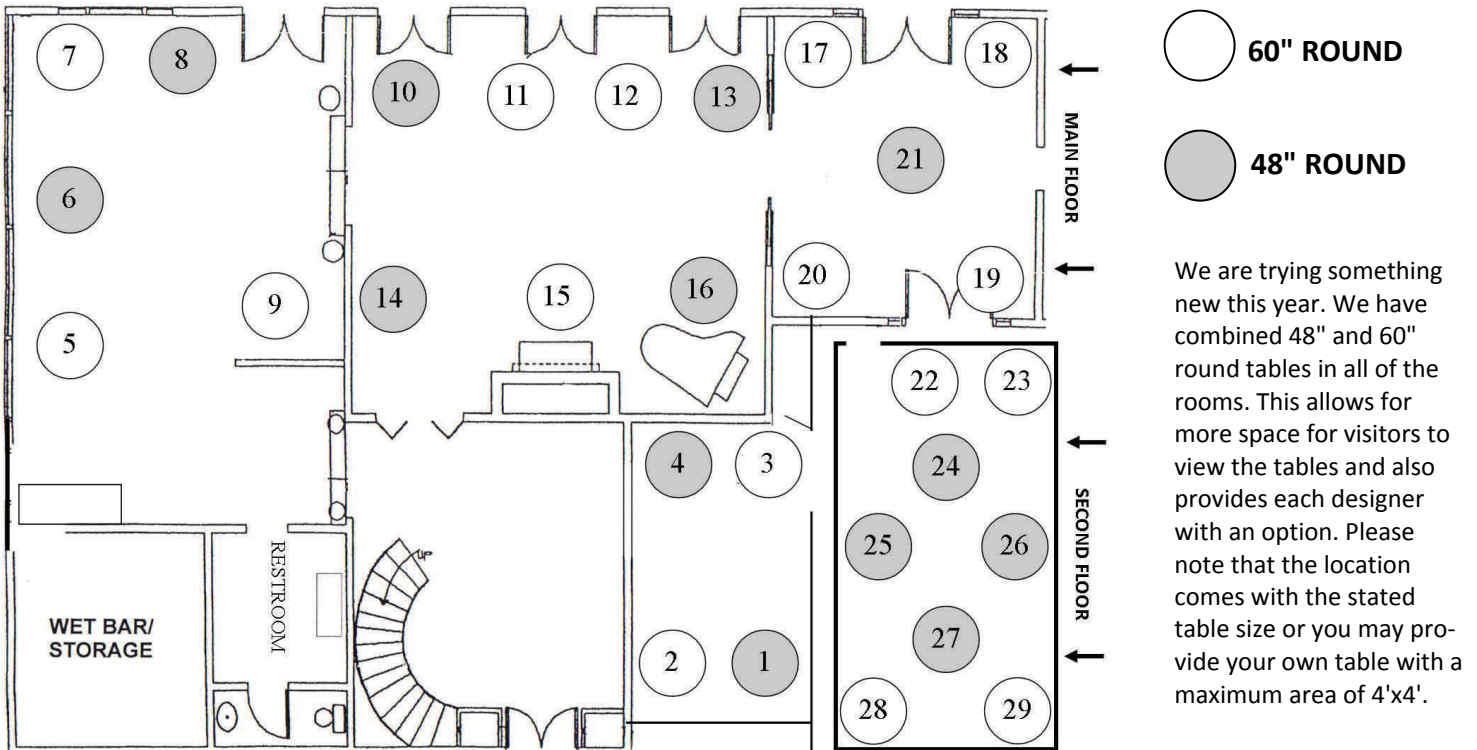 7
8
10
11
12
13
17
18
6
21
5
9
14
15
16
20
19
22
23
4
3
24
25
26
2
1
27
28
29
UP
RESTROOM
WET BAR/
STORAGE
MAIN FLOOR
SECOND FLOOR
60" ROUND
48" ROUND
We are trying something
new this year. We have
combined 48" and 60"
round tables in all of the
rooms. This allows for
more space for visitors to
view the tables and also
provides each designer
with an option. Please
note that the location
comes with the stated
table size or you may pro-
vide your own table with a
maximum area of 4'x4'.